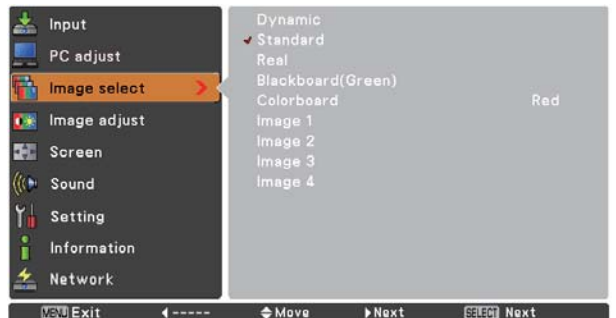 Input
PC adjust
Image select
Image adjust
Screen
Sound
Setting
Information
Network
Dynamic
✔ Standard
Real
Blackboard(Green)
Colorboard Red
Image 1
Image 2
Image 3
Image 4
MENU Exit ◀----- ◆Move ▶Next SELECT Next